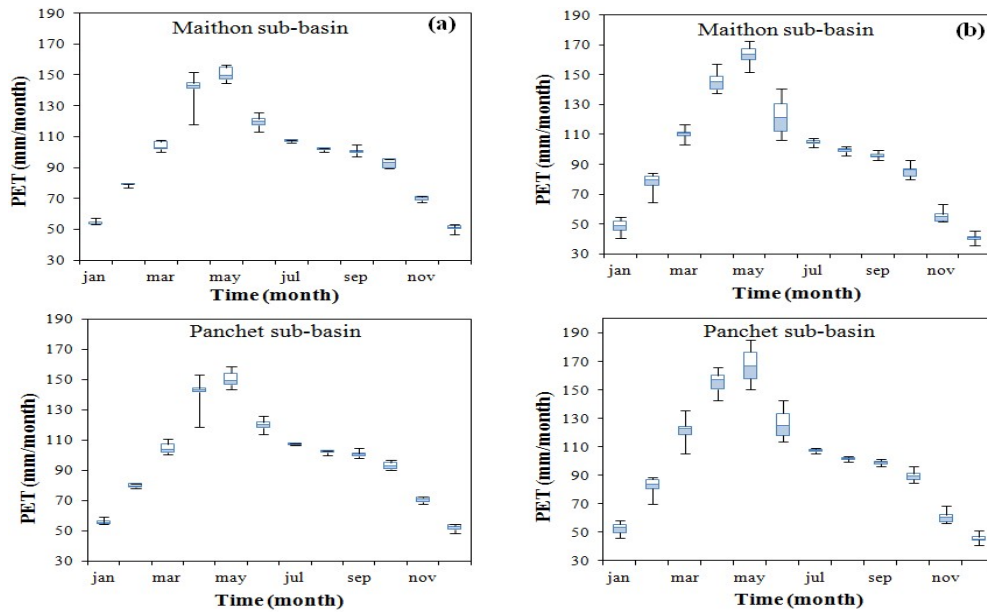 Maithon sub-basin
(a)
PET (mm/month)
190
170
150
130
110
90
70
50
30
jan mar may jul sep nov
Time (month)
Maithon sub-basin
(b)
PET (mm/month)
190
170
150
130
110
90
70
50
30
jan mar may jul sep nov
Time (month)
Panchet sub-basin
PET (mm/month)
190
170
150
130
110
90
70
50
30
jan mar may jul sep nov
Time (month)
Panchet sub-basin
PET (mm/month)
190
170
150
130
110
90
70
50
30
jan mar may jul sep nov
Time (month)